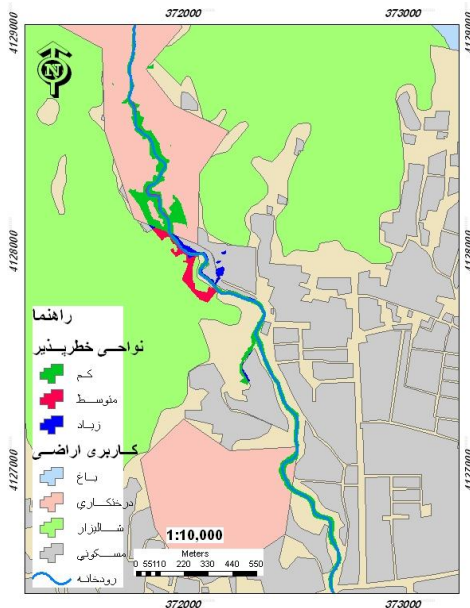 372000 373000
4129000 4129000
N
4128000 4128000
راهنما
نواحی خطرپذیر
کم
متوسط
زیاد
کاربری اراضی
باغ
درختکاری
شالیزار
مسکونی
رودخانه
4127000 4127000
1:10,000
Meters
0 55110 220 330 440 550
372000 373000